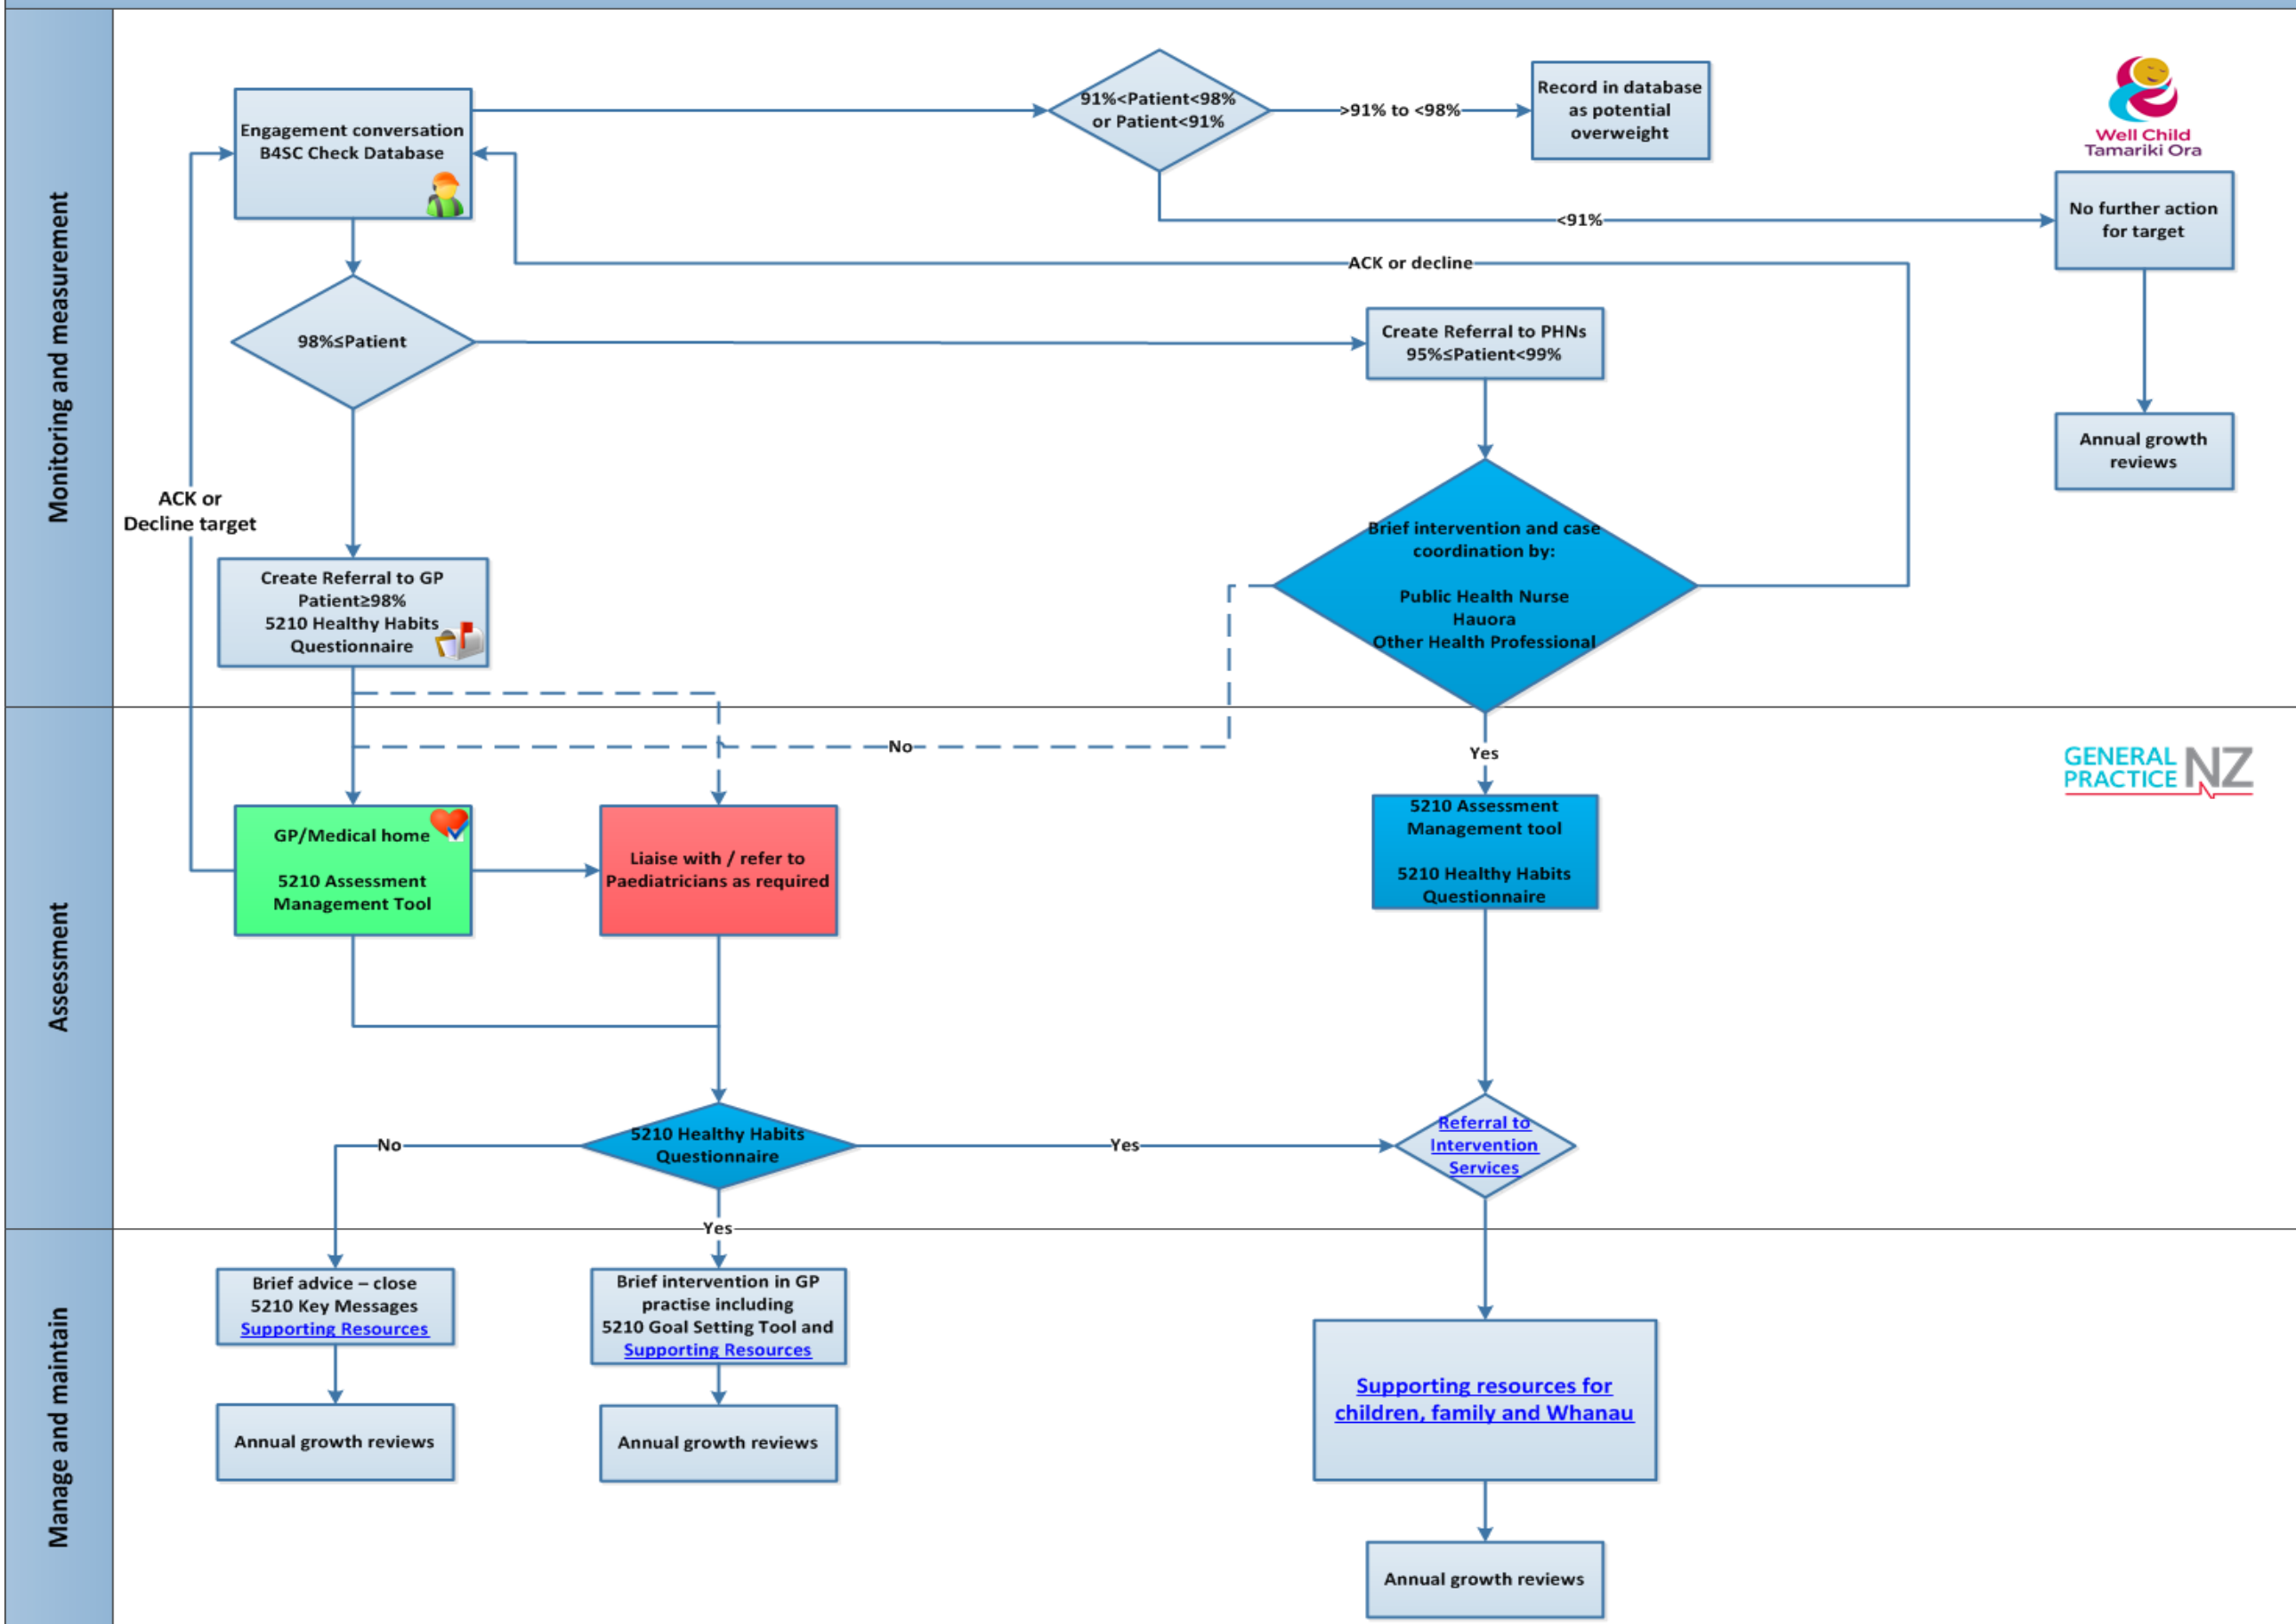 Monitoring and measurement
Engagement conversation
B4SC Check Database
91%<Patient<98%
or Patient<91%
>91% to <98%
Record in database
as potential
overweight
Well Child
Tamariki Ora
<91%
No further action
for target
ACK or decline
98%≤Patient
Create Referral to PHNs
95%≤Patient<99%
Annual growth
reviews
ACK or
Decline target
Brief intervention and case
coordination by:
Public Health Nurse
Hauora
Other Health Professional
Create Referral to GP
Patient≥98%
5210 Healthy Habits
Questionnaire
Assessment
No
Yes
GENERAL
PRACTICE NZ
GP/Medical home
5210 Assessment
Management Tool
Liaise with / refer to
Paediatricians as required
5210 Assessment
Management tool
5210 Healthy Habits
Questionnaire
No
5210 Healthy Habits
Questionnaire
Yes
Referral to
Intervention
Services
Yes
Manage and maintain
Brief advice – close
5210 Key Messages
Supporting Resources
Brief intervention in GP
practise including
5210 Goal Setting Tool and
Supporting Resources
Supporting resources for
children, family and Whanau
Annual growth reviews
Annual growth reviews
Annual growth reviews